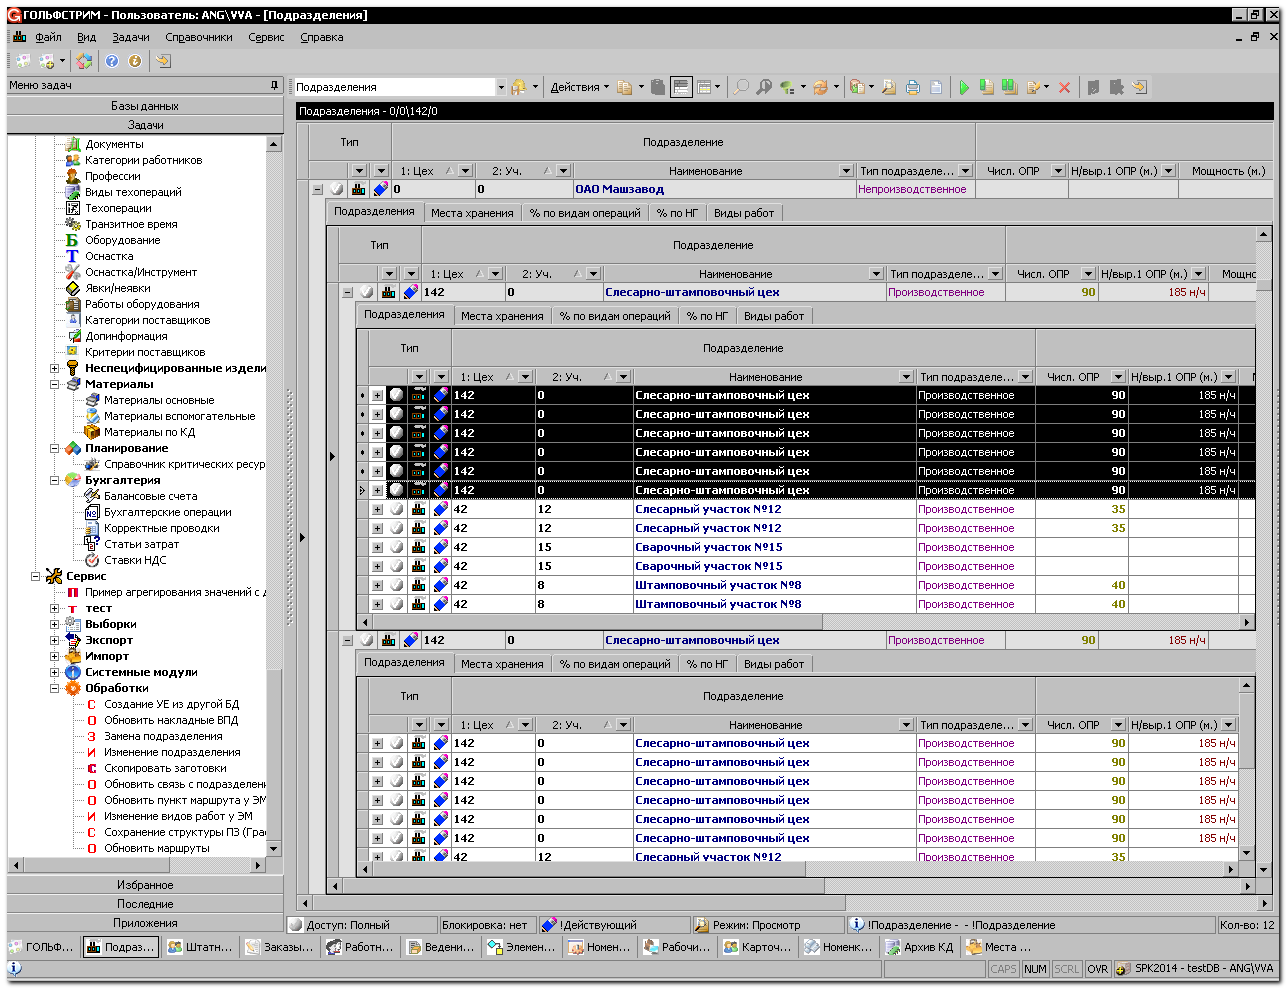 ГОЛЬФСТРИМ - Пользователь: ANG\VVA - [Подразделения]
Файл Вид Задачи Справочники Сервис Справка
Меню задач
Базы данных
Задачи
Документы
Категории работников
Профессии
Виды техопераций
Техоперации
Транзитное время
Оборудование
Оснастка
Оснастка/Инструмент
Явки/неявки
Работы оборудования
Категории поставщиков
Допинформация
Критерии поставщиков
Неспецифицированные издели
Материалы
Материалы основные
Материалы вспомогательные
Материалы по КД
Планирование
Справочник критических ресур
Бухгалтерия
Балансовые счета
Бухгалтерские операции
Корректные проводки
Статьи затрат
Ставки НДС
Сервис
Пример агрегирования значений с д
тест
Выборки
Экспорт
Импорт
Системные модули
Обработки
Создание УЕ из другой БД
Обновить накладные ВПД
Замена подразделения
Изменение подразделения
Скопировать заготовки
Обновить связь с подразделени
Обновить пункт маршрута у ЭМ
Изменение видов работ у ЭМ
Сохранение структуры ПЗ (Гра
Обновить маршруты
Избранное
Последние
Приложения
Подразделения Действия
Подразделения - 0/0\142/0
Тип Подразделение
1: Цех 2: Уч. Наименование Тип подразделе... Числ. ОПР Н/выр.1 ОПР (м.) Мощность (м.)
0 0 ОАО Машзавод Непроизводственное
Подразделения Места хранения % по видам операций % по НГ Виды работ
Тип Подразделение
1: Цех 2: Уч. Наименование Тип подразделе... Числ. ОПР Н/выр.1 ОПР (м.) Мощнос
142 0 Слесарно-штамповочный цех Производственное 90 185 н/ч
Подразделения Места хранения % по видам операций % по НГ Виды работ
Тип Подразделение
1: Цех 2: Уч. Наименование Тип подразделе... Числ. ОПР Н/выр.1 ОПР (м.)
142 0 Слесарно-штамповочный цех Производственное 90 185 н/ч
142 0 Слесарно-штамповочный цех Производственное 90 185 н/ч
142 0 Слесарно-штамповочный цех Производственное 90 185 н/ч
142 0 Слесарно-штамповочный цех Производственное 90 185 н/ч
142 0 Слесарно-штамповочный цех Производственное 90 185 н/ч
142 0 Слесарно-штамповочный цех Производственное 90 185 н/ч
42 12 Слесарный участок №12 Производственное 35
42 12 Слесарный участок №12 Производственное 35
42 15 Сварочный участок №15 Производственное
42 15 Сварочный участок №15 Производственное
42 8 Штамповочный участок №8 Производственное 40
42 8 Штамповочный участок №8 Производственное 40
142 0 Слесарно-штамповочный цех Производственное 90 185 н/ч
Подразделения Места хранения % по видам операций % по НГ Виды работ
Тип Подразделение
1: Цех 2: Уч. Наименование Тип подразделе... Числ. ОПР Н/выр.1 ОПР (м.)
142 0 Слесарно-штамповочный цех Производственное 90 185 н/ч
142 0 Слесарно-штамповочный цех Производственное 90 185 н/ч
142 0 Слесарно-штамповочный цех Производственное 90 185 н/ч
142 0 Слесарно-штамповочный цех Производственное 90 185 н/ч
142 0 Слесарно-штамповочный цех Производственное 90 185 н/ч
142 0 Слесарно-штамповочный цех Производственное 90 185 н/ч
42 12 Слесарный участок №12 Производственное 35
Доступ: Полный Блокировка: нет !Действующий Режим: Просмотр !Подразделение - - !Подразделение Кол-во: 12
ГОЛЬФ... Подраз... Штатн... Заказы... Работн... Ведени... Элемен... Номен... Рабочи... Карточ... Номенк... Архив КД Места ...
CAPS NUM SCRL OVR SPK2014 - testDB - ANG\VVA